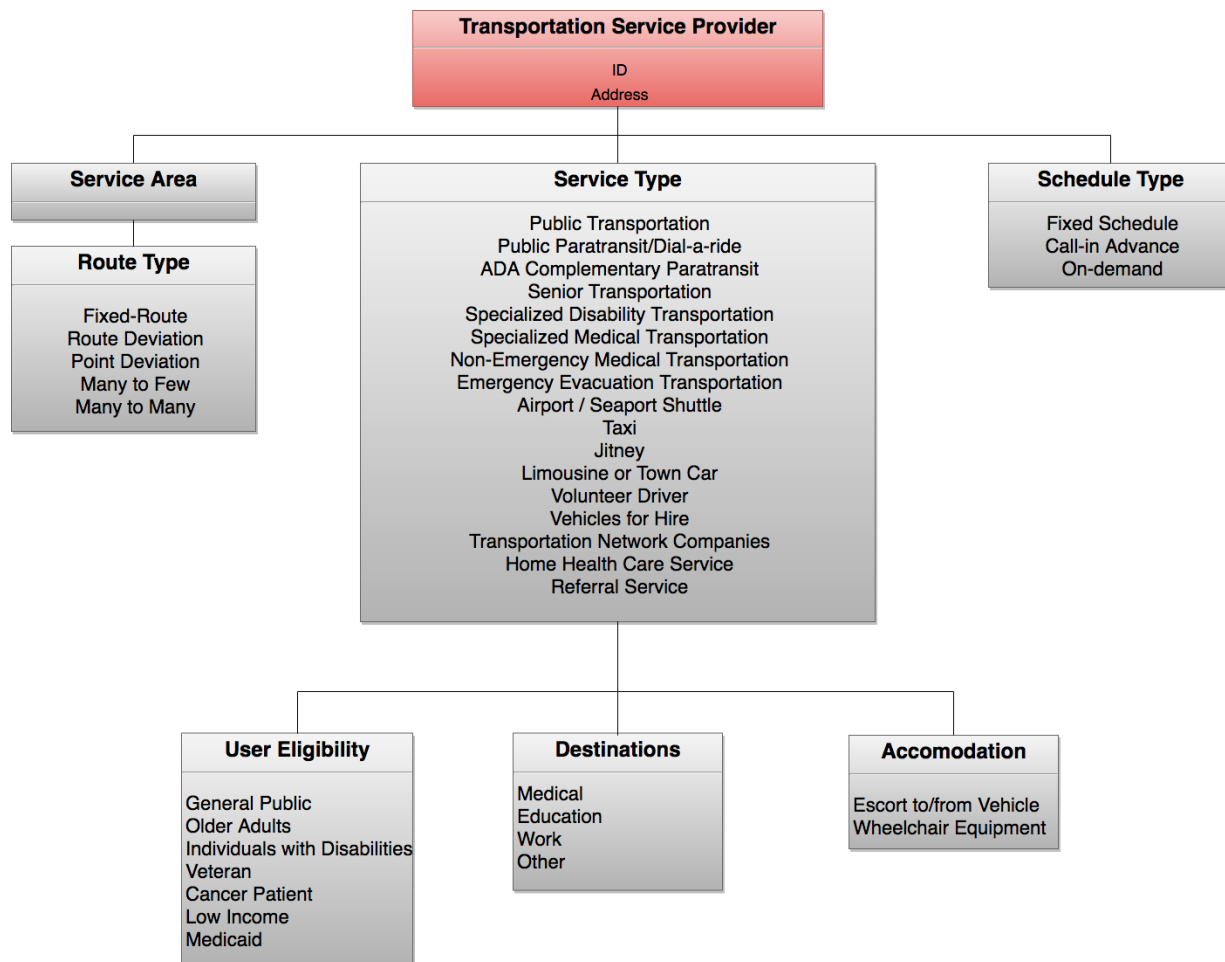 Transportation Service Provider
ID
Address
Service Area
Route Type
Fixed-Route
Route Deviation
Point Deviation
Many to Few
Many to Many
Service Type
Public Transportation
Public Paratransit/Dial-a-ride
ADA Complementary Paratransit
Senior Transportation
Specialized Disability Transportation
Specialized Medical Transportation
Non-Emergency Medical Transportation
Emergency Evacuation Transportation
Airport / Seaport Shuttle
Taxi
Jitney
Limousine or Town Car
Volunteer Driver
Vehicles for Hire
Transportation Network Companies
Home Health Care Service
Referral Service
Schedule Type
Fixed Schedule
Call-in Advance
On-demand
User Eligibility
General Public
Older Adults
Individuals with Disabilities
Veteran
Cancer Patient
Low Income
Medicaid
Destinations
Medical
Education
Work
Other
Accomodation
Escort to/from Vehicle
Wheelchair Equipment